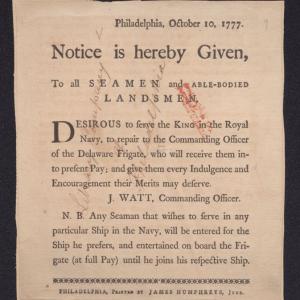 Philadelphia, October 10, 1777.
Notice is hereby Given,
To all SEAMEN and ABLE-BODIED
LANDSMEN,
DESIROUS to serve the KING in the Royal
Navy, to repair to the Commanding Officer
of the Delaware Frigate, who will receive them in-
to present Pay; and give them every Indulgence and
Encouragement their Merits may deserve.
J. WATT, Commanding Officer.
N. B. Any Seaman that wishes to serve in any
particular Ship in the Navy, will be entered for the
Ship he prefers, and entertained on board the Fri-
gate (at full Pay) until he joins his respective Ship.
PHILADELPHIA, PRINTED BY JAMES HUMPHREYS, JUNR.